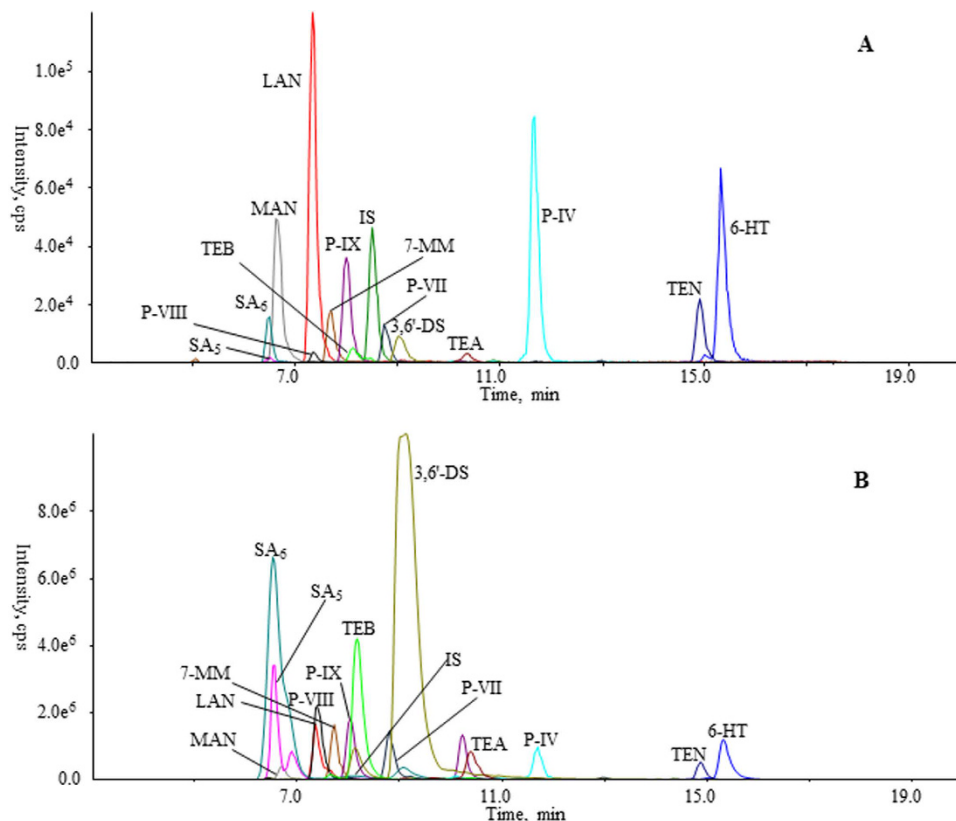 A
1.0e5
LAN
8.0e4
Intensity, cps
6.0e4
MAN
IS
P-IX
P-IV
6-HT
4.0e4
TEB
7-MM
P-VII
TEN
2.0e4
SA6
P-VIII
3,6'-DS
SA5
TEA
0.0
7.0
11.0
15.0
19.0
Time, min
3,6'-DS
B
8.0e6
Intensity, cps
SA6
6.0e6
SA5
TEB
4.0e6
IS
7-MM
P-IX
P-VII
LAN
P-VIII
2.0e6
MAN
TEA
P-IV
TEN
6-HT
0.0
7.0
11.0
15.0
19.0
Time, min